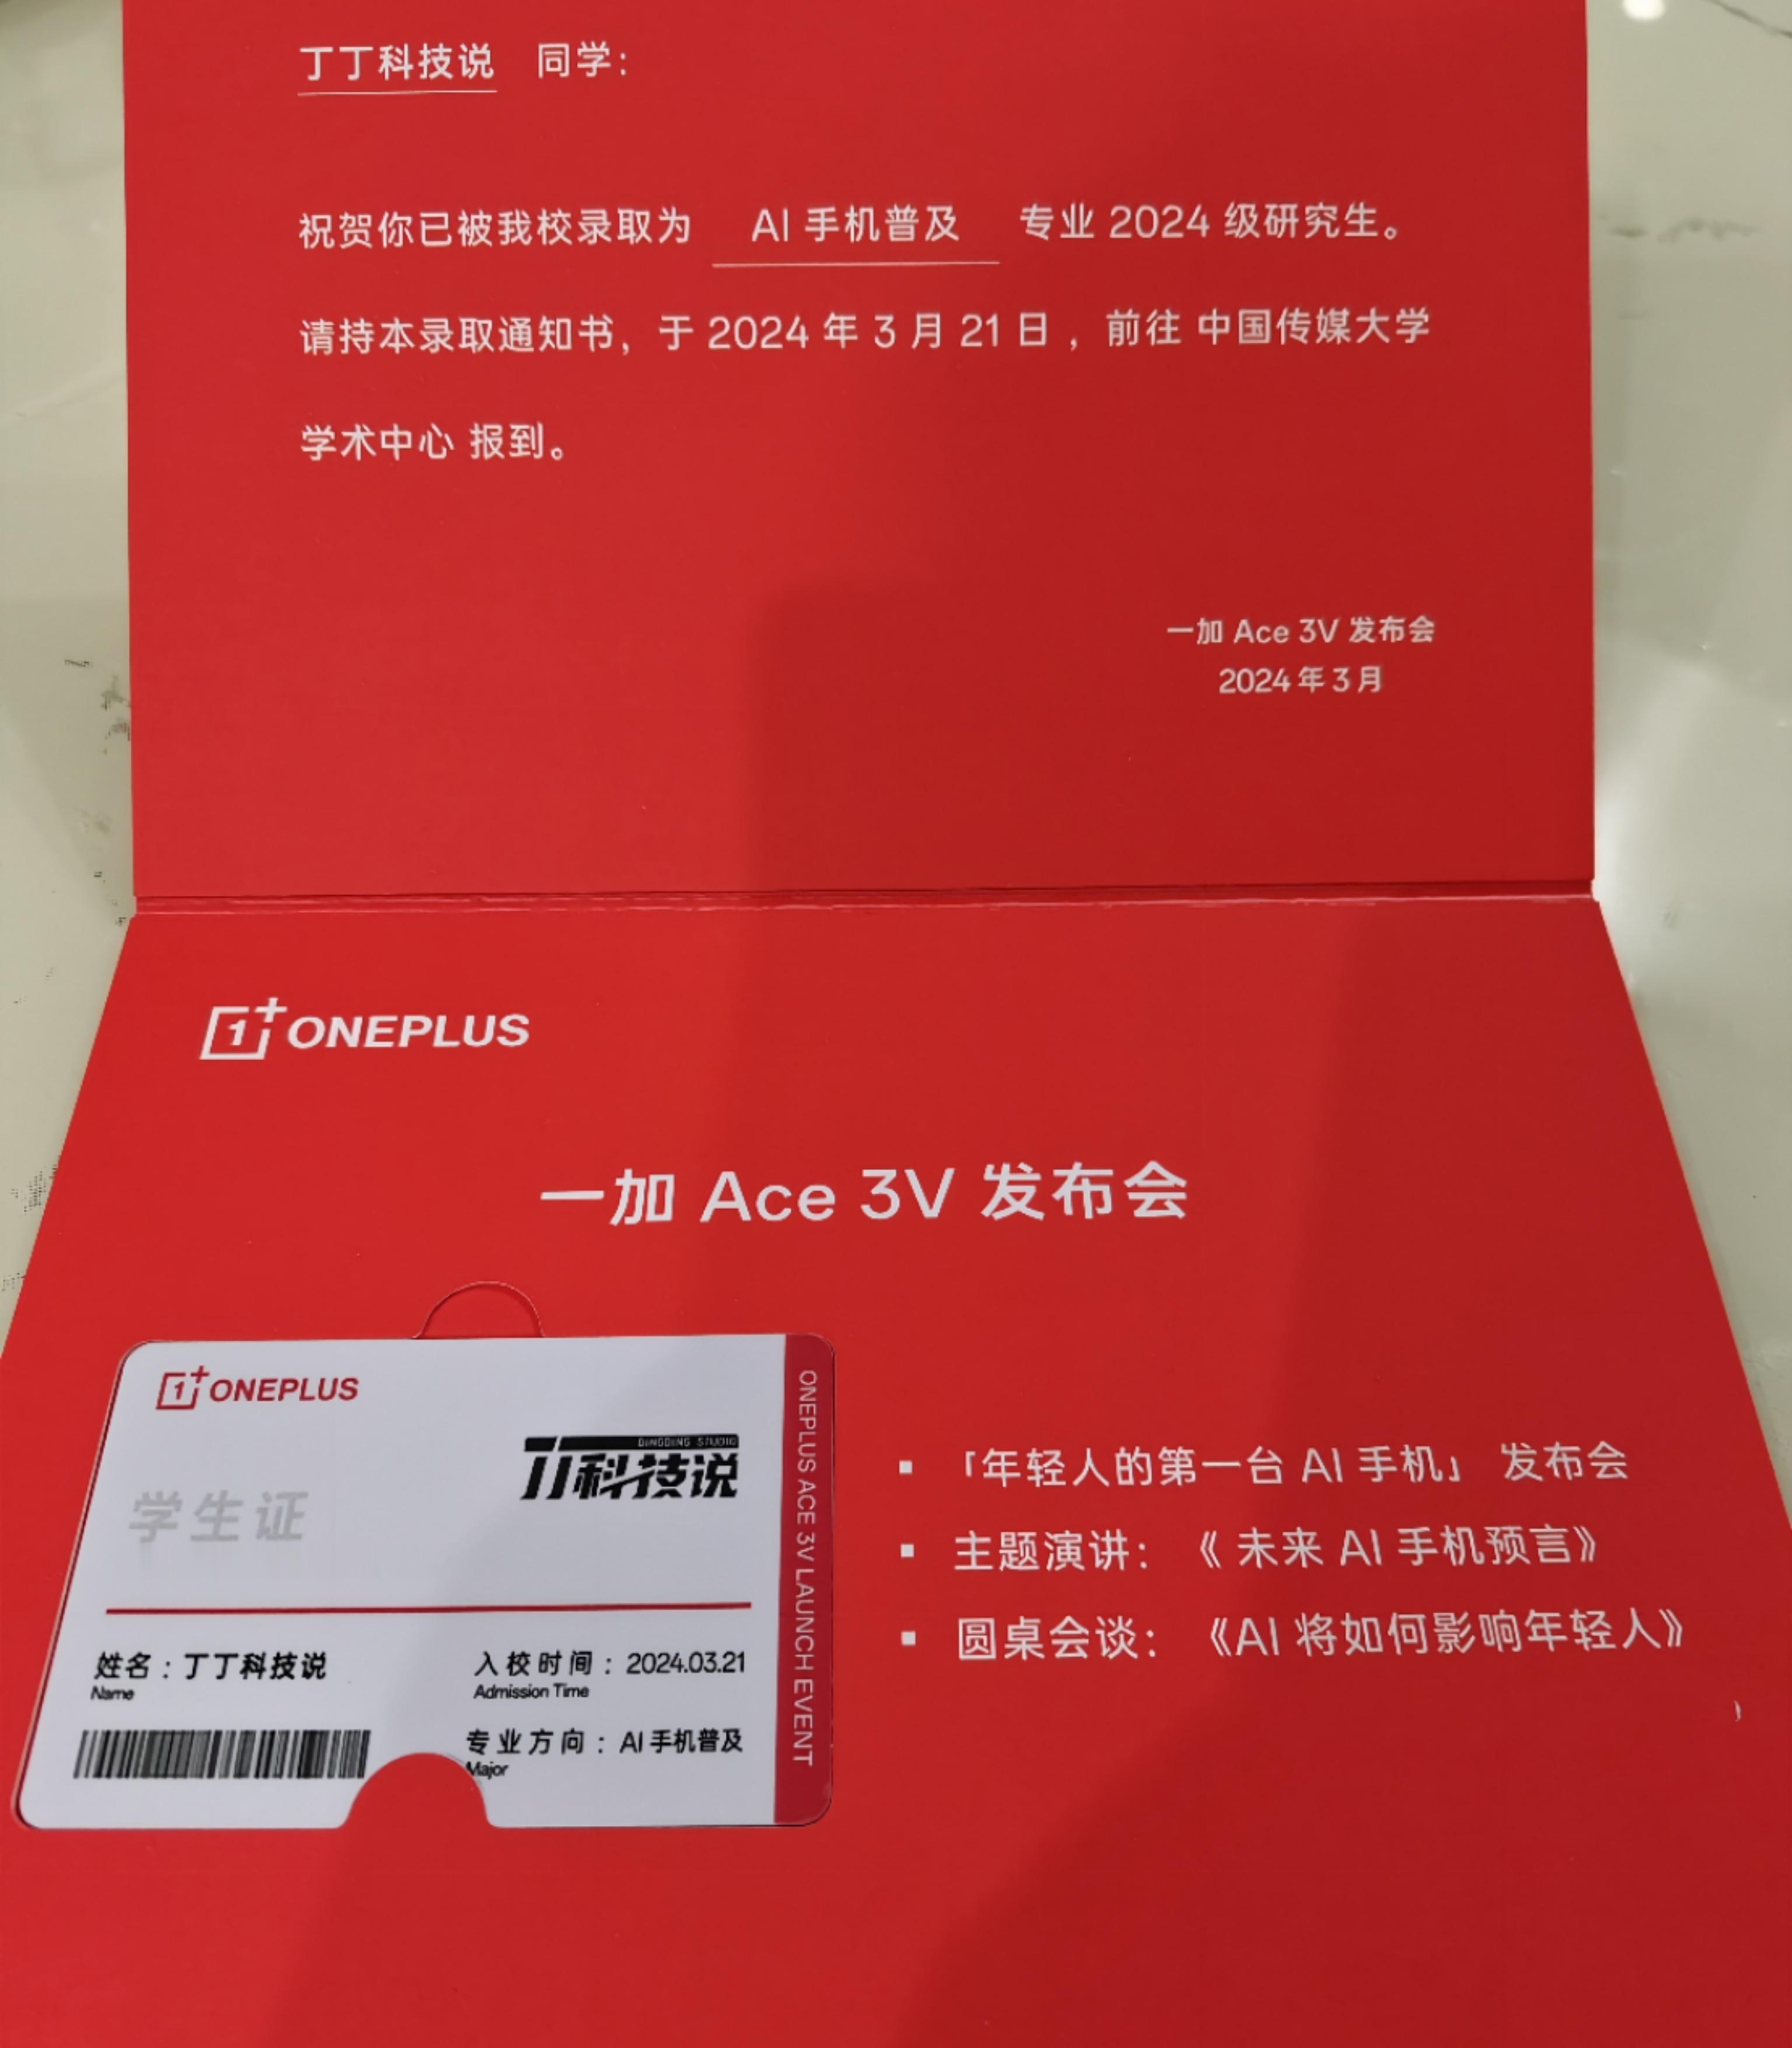 丁丁科技说 同学：
祝贺你已被我校录取为 AI 手机普及 专业 2024 级研究生。
请持本录取通知书，于 2024 年 3 月 21 日，前往 中国传媒大学
学术中心 报到。
一加 Ace 3V 发布会
2024 年 3 月
1+ ONEPLUS
一加 Ace 3V 发布会
1+ ONEPLUS
DINGDING STUDIO
丁丁科技说
学生证
姓名：丁丁科技说
Name
入校时间：2024.03.21
Admission Time
专业方向：AI 手机普及
Major
ONEPLUS ACE 3V LAUNCH EVENT
▪ 「年轻人的第一台 AI 手机」 发布会
▪ 主题演讲：《未来 AI 手机预言》
▪ 圆桌会谈：《AI 将如何影响年轻人》